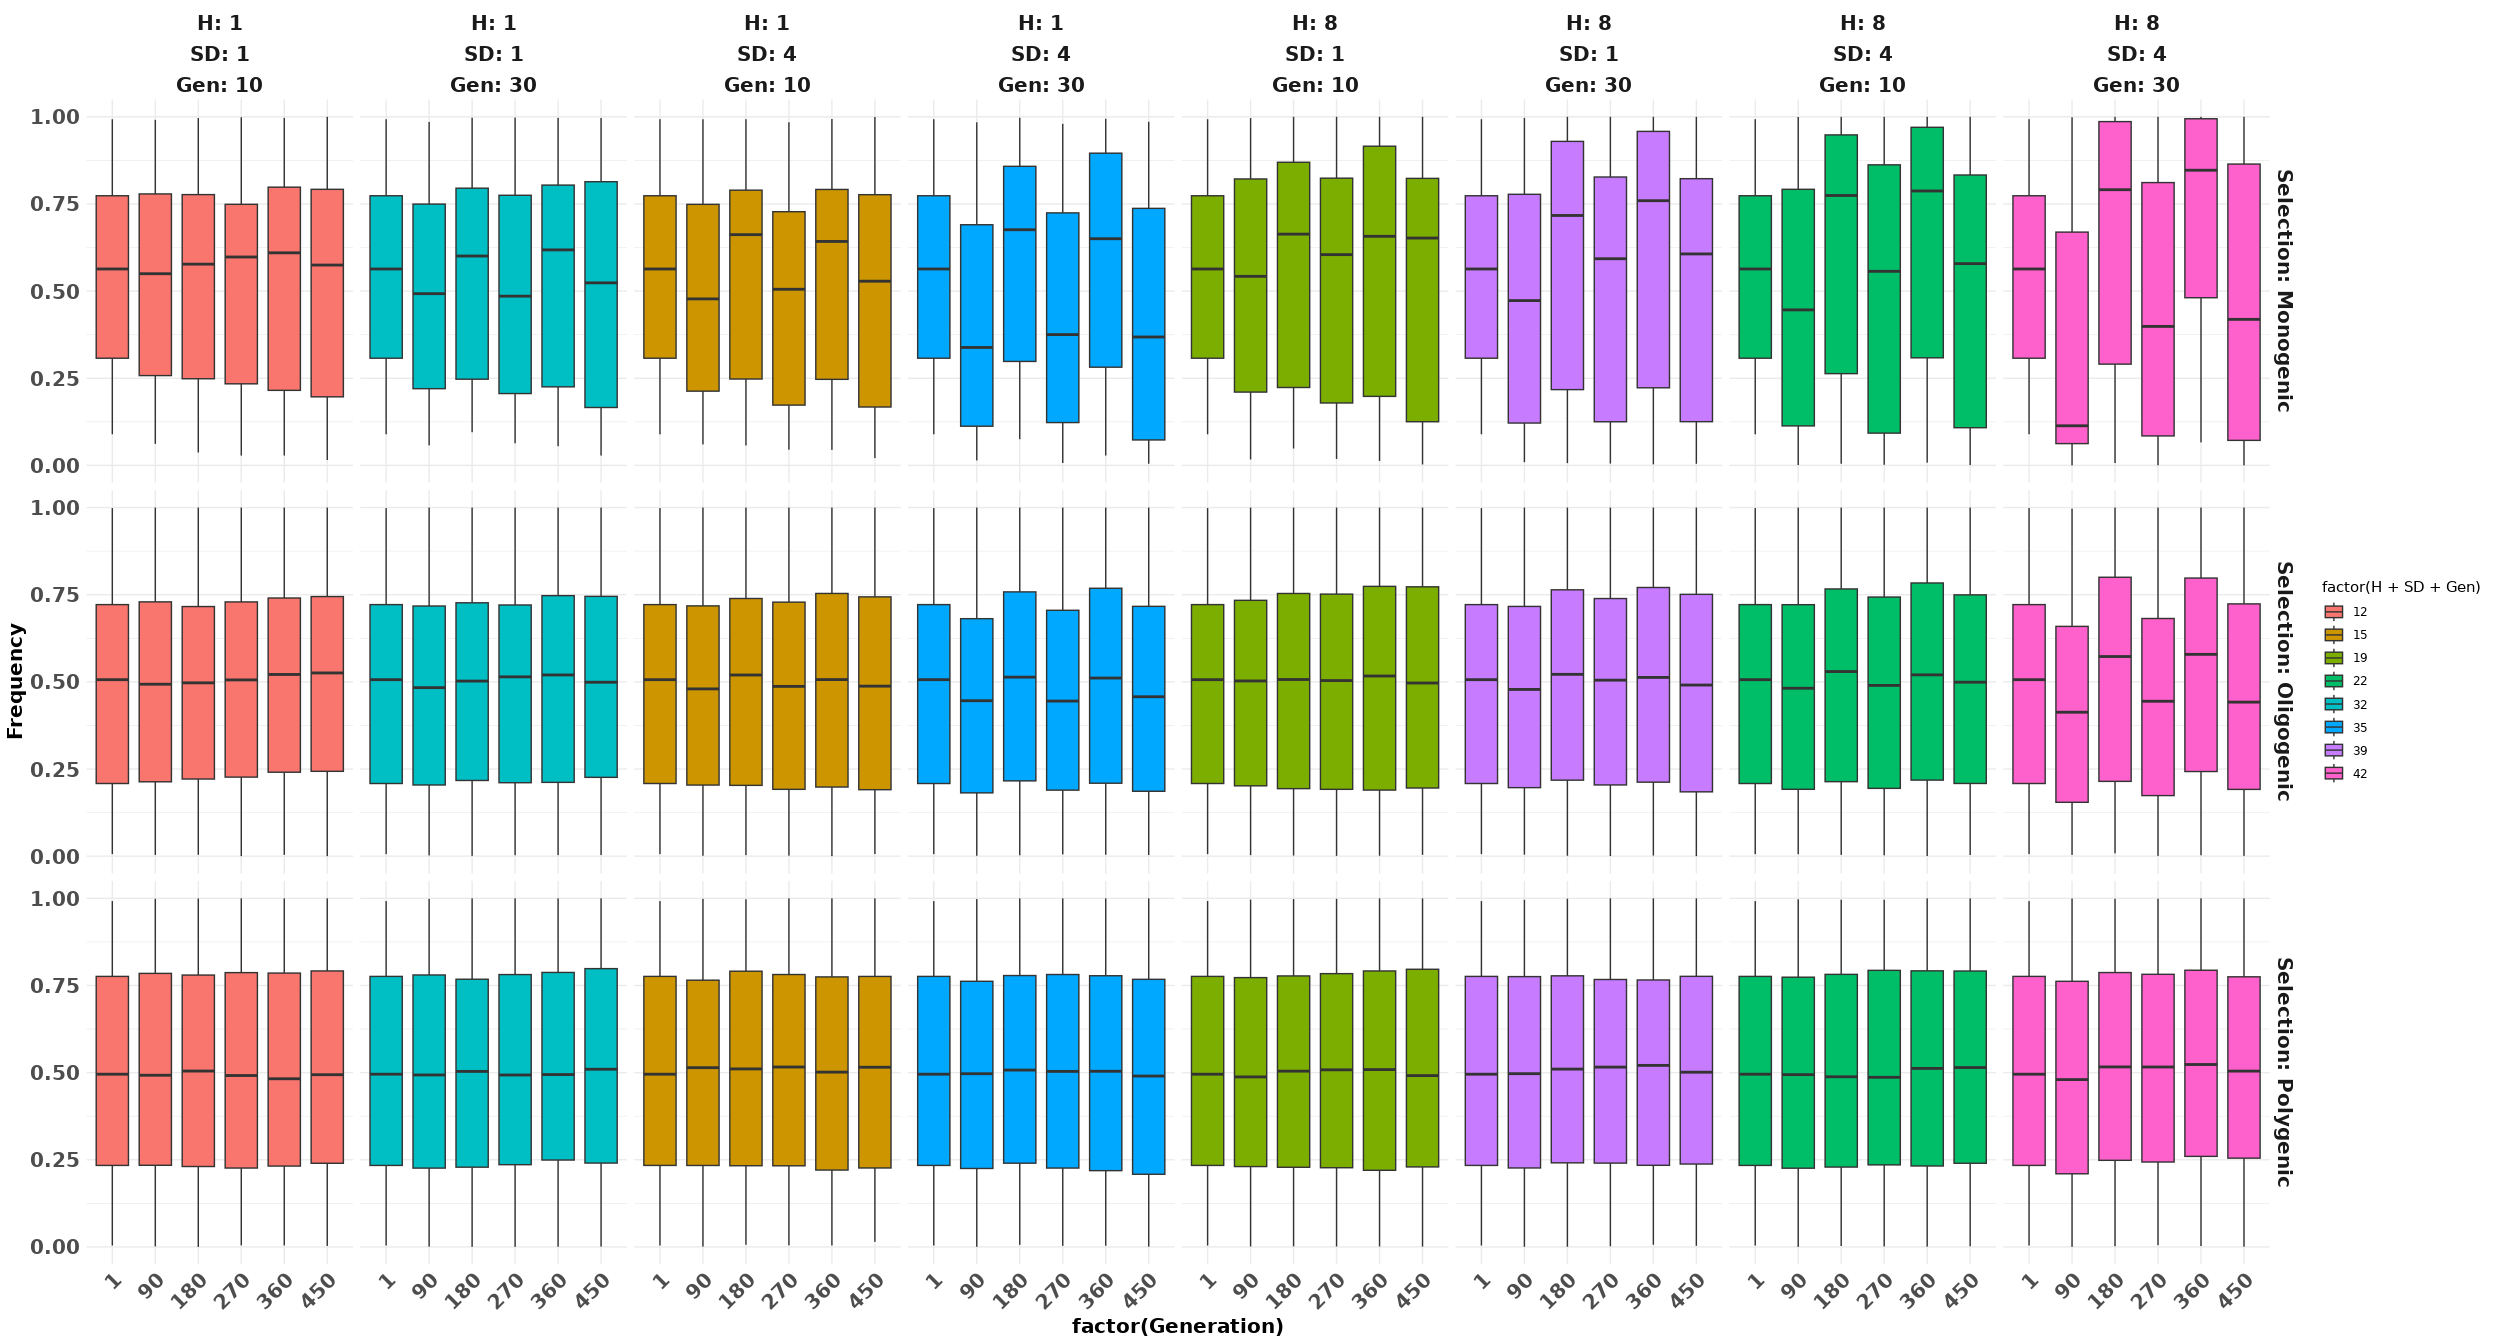 H: 1
SD: 1
Gen: 10
H: 1
SD: 1
Gen: 30
H: 1
SD: 4
Gen: 10
H: 1
SD: 4
Gen: 30
H: 8
SD: 1
Gen: 10
H: 8
SD: 1
Gen: 30
H: 8
SD: 4
Gen: 10
H: 8
SD: 4
Gen: 30
1.00
0.75
0.50
0.25
0.00
Selection: Monogenic
1.00
0.75
0.50
0.25
0.00
Selection: Oligogenic
1.00
0.75
0.50
0.25
0.00
Selection: Polygenic
Frequency
1 90 180 270 360 450
1 90 180 270 360 450
1 90 180 270 360 450
1 90 180 270 360 450
1 90 180 270 360 450
1 90 180 270 360 450
1 90 180 270 360 450
1 90 180 270 360 450
factor(Generation)
factor(H + SD + Gen)
12
15
19
22
32
35
39
42